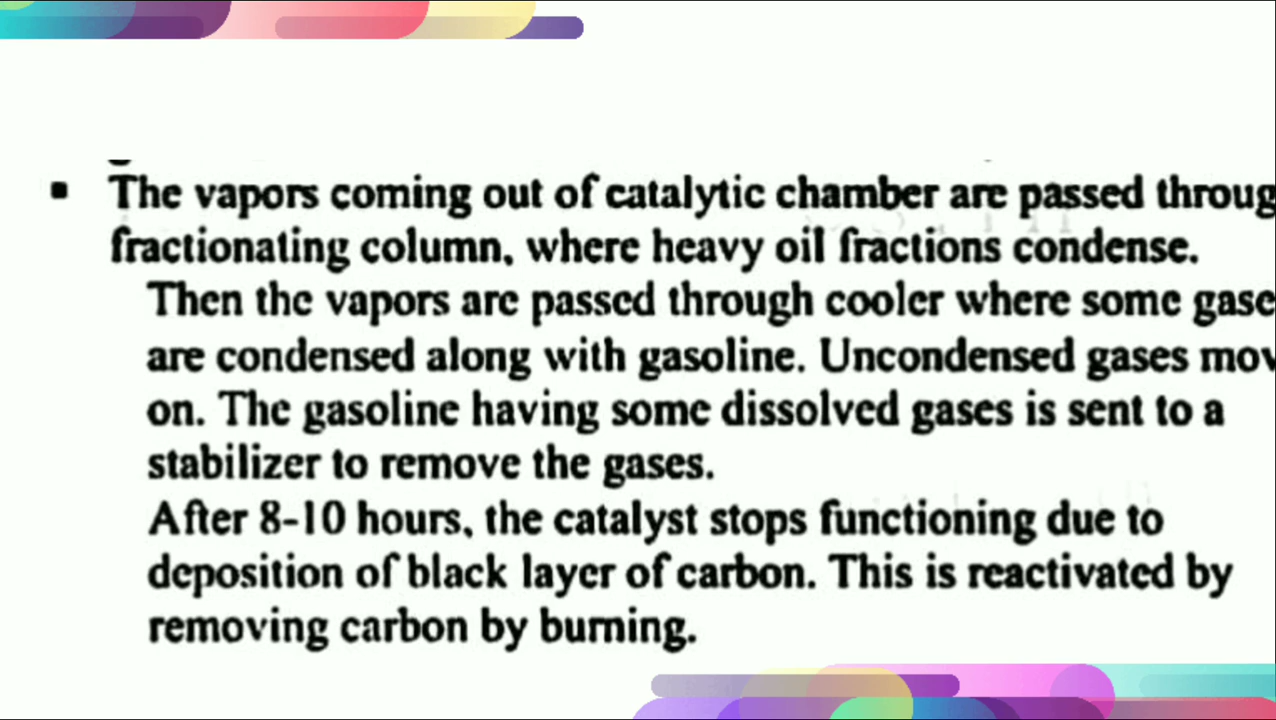 ▪ The vapors coming out of catalytic chamber are passed throug
fractionating column, where heavy oil fractions condense.
Then the vapors are passed through cooler where some gase
are condensed along with gasoline. Uncondensed gases mov
on. The gasoline having some dissolved gases is sent to a
stabilizer to remove the gases.
After 8-10 hours, the catalyst stops functioning due to
deposition of black layer of carbon. This is reactivated by
removing carbon by burning.